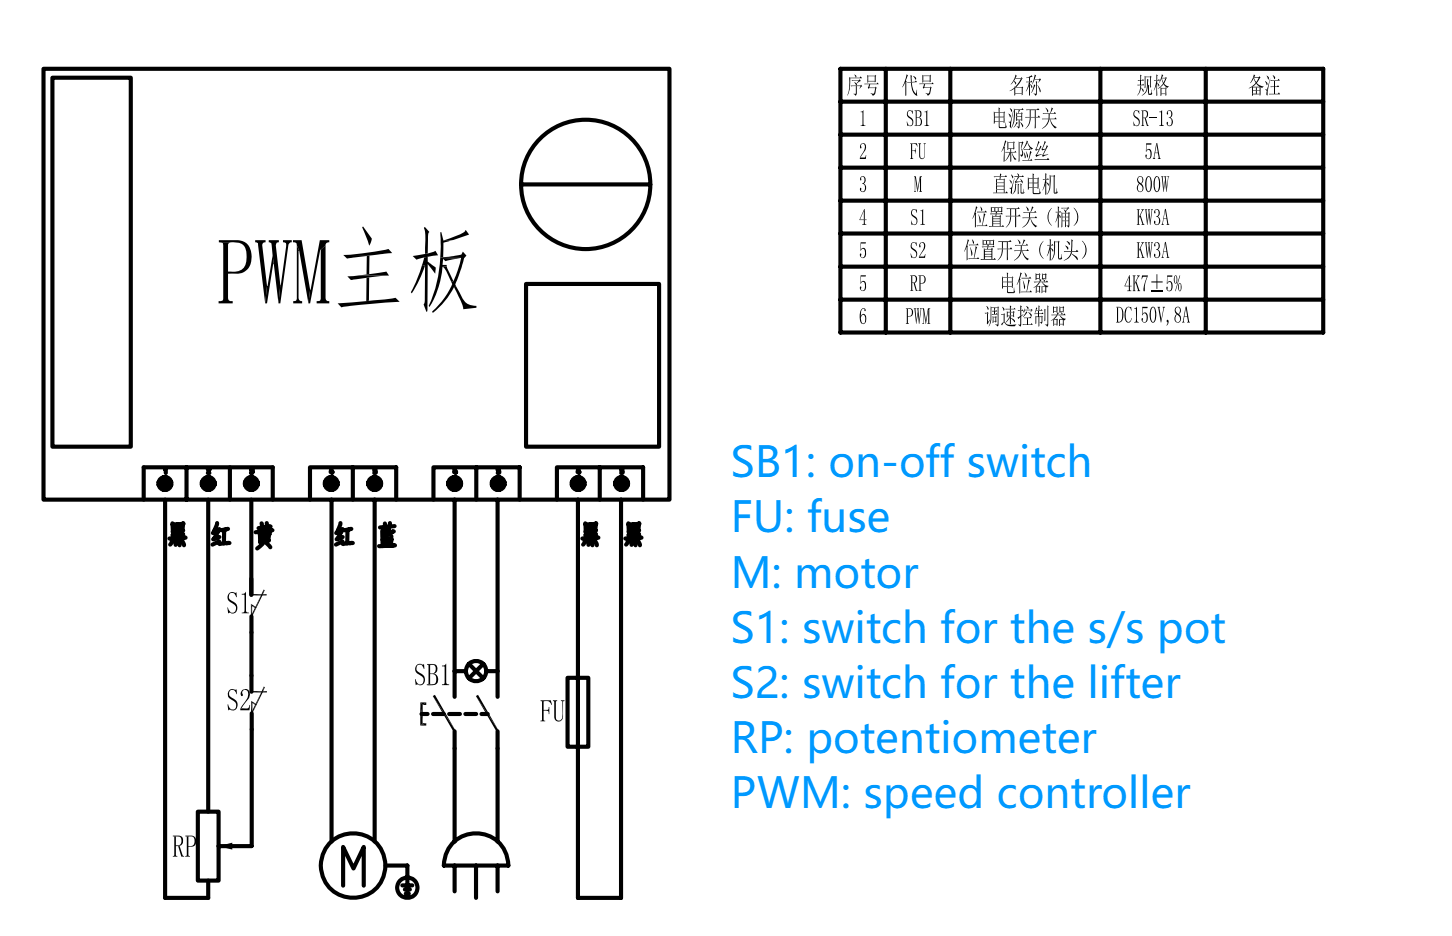 PWM主板
黑 红 黄 红 蓝 黑 黑
S1
S2
SB1
FU
RP
M
序号 代号 名称 规格 备注
1 SB1 电源开关 SR-13
2 FU 保险丝 5A
3 M 直流电机 800W
4 S1 位置开关（桶） KW3A
5 S2 位置开关（机头） KW3A
5 RP 电位器 4K7±5%
6 PWM 调速控制器 DC150V,8A
SB1: on-off switch
FU: fuse
M: motor
S1: switch for the s/s pot
S2: switch for the lifter
RP: potentiometer
PWM: speed controller